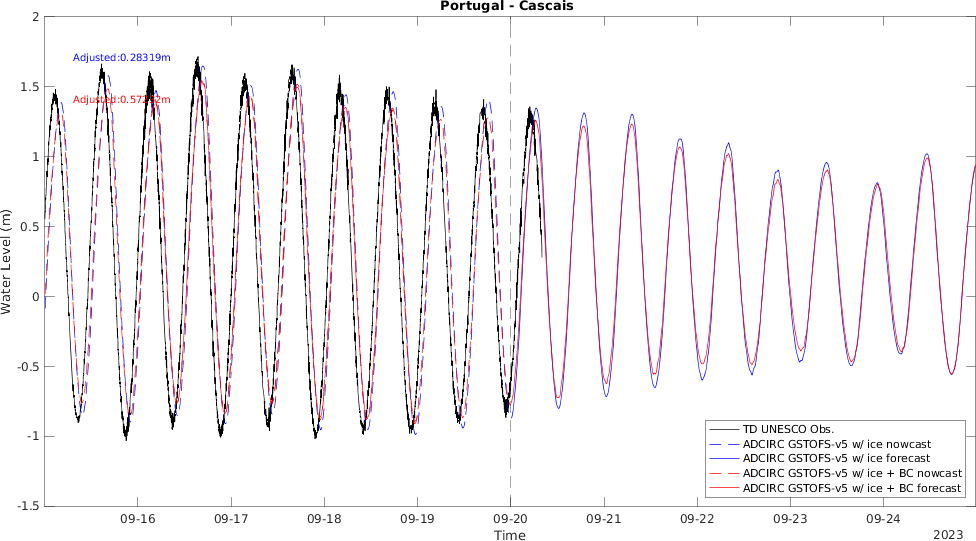 Portugal - Cascais
2
Adjusted:0.28319m
1.5
1
0.5
0
-0.5
-1
-1.5
Water Level (m)
TD UNESCO Obs.
ADCIRC GSTOFS-v5 w/ ice nowcast
ADCIRC GSTOFS-v5 w/ ice forecast
ADCIRC GSTOFS-v5 w/ ice + BC nowcast
ADCIRC GSTOFS-v5 w/ ice + BC forecast
09-16 09-17 09-18 09-19 09-20 09-21 09-22 09-23 09-24
Time
2023